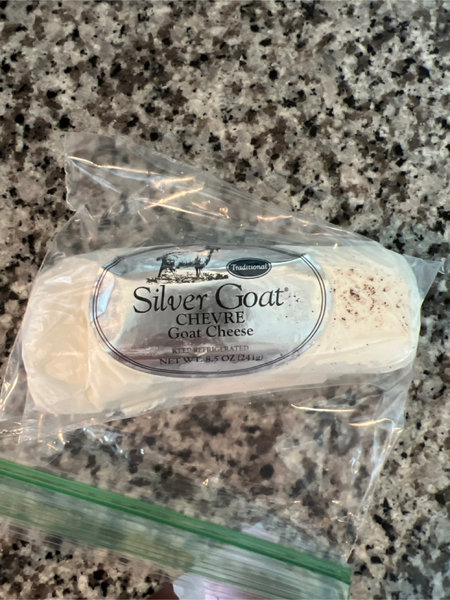 Traditional
Silver Goat®
CHEVRE
Goat Cheese
KEEP REFRIGERATED
NET WT. 8.5 OZ (241g)